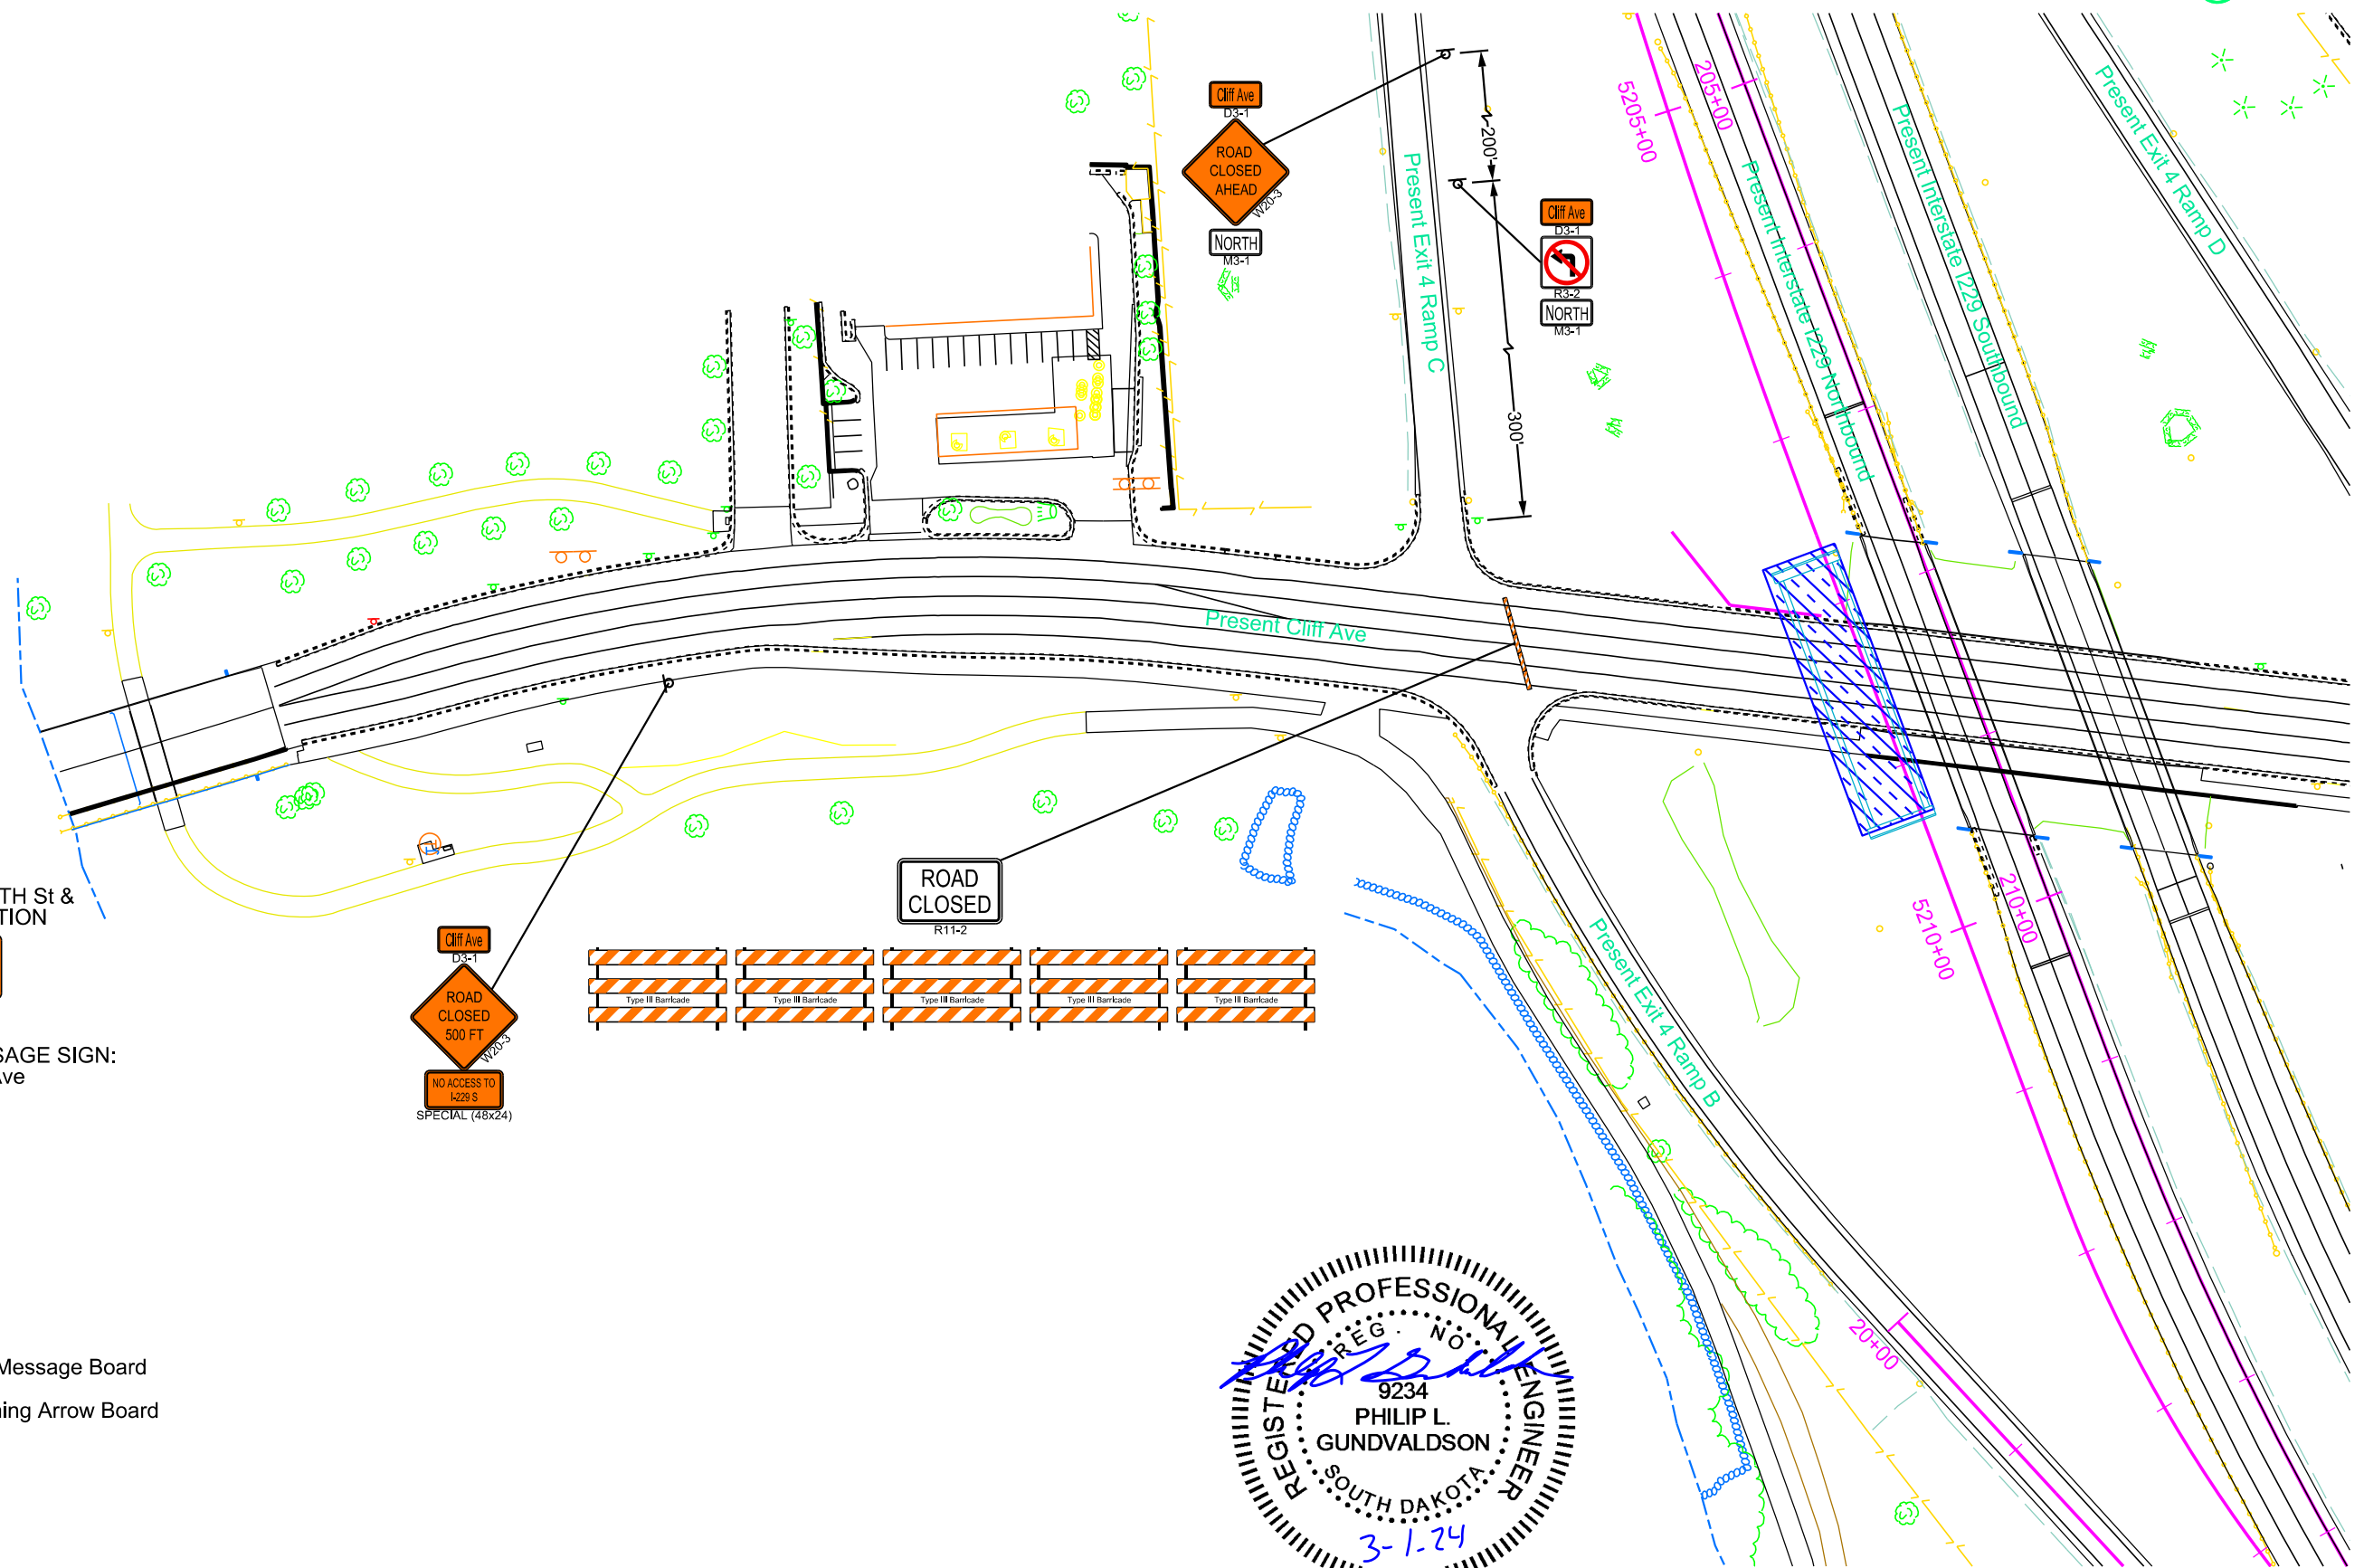 Cliff Ave
D3-1
ROAD
CLOSED
AHEAD
W20-3
NORTH
M3-1
200'
300'
Cliff Ave
D3-1
R3-2
NORTH
M3-1
Present Exit 4 Ramp C
5205+00
205+00
Present Interstate I229 Northbound
Present Interstate I229 Southbound
Present Exit 4 Ramp D
Present Cliff Ave
TH St &
TION
SAGE SIGN:
Ave
Cliff Ave
D3-1
ROAD
CLOSED
500 FT
W20-3
NO ACCESS TO
I-229 S
SPECIAL (48x24)
ROAD
CLOSED
R11-2
Type III Barricade
Type III Barricade
Type III Barricade
Type III Barricade
Type III Barricade
5210+00
210+00
Present Exit 4 Ramp B
20+00
Message Board
ning Arrow Board
REGISTERED PROFESSIONAL ENGINEER
REG. NO.
9234
PHILIP L.
GUNDVALDSON
SOUTH DAKOTA
3-1-24